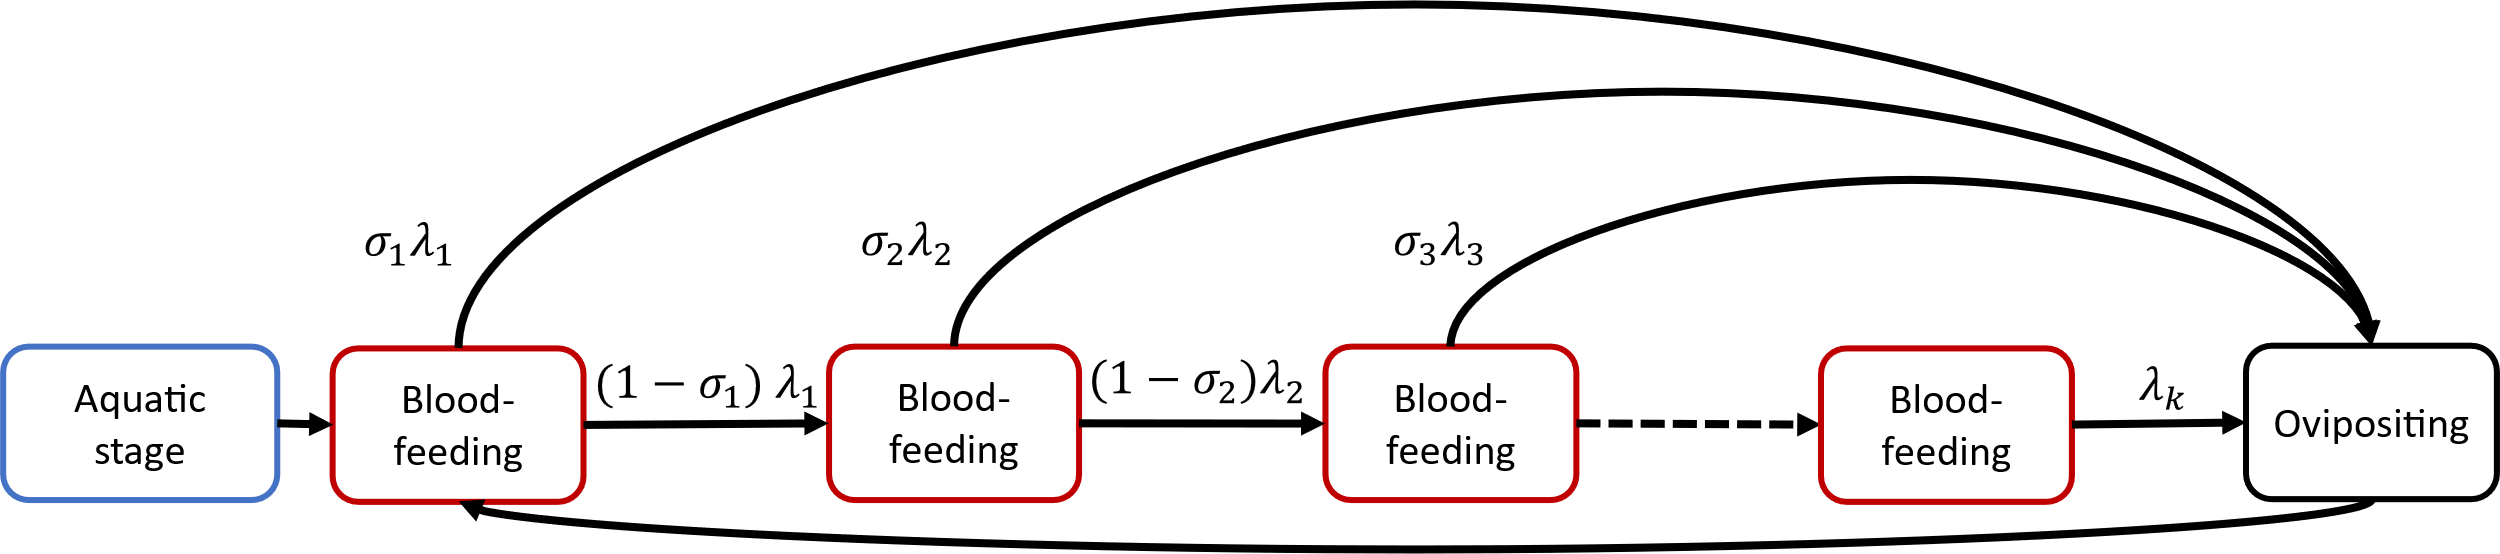 σ₁λ₁
σ₂λ₂
σ₃λ₃
Aquatic
stage
Blood-
feeding
(1 − σ₁) λ₁
Blood-
feeding
(1 − σ₂)λ₂
Blood-
feeding
Blood-
feeding
λₖ
Ovipositing